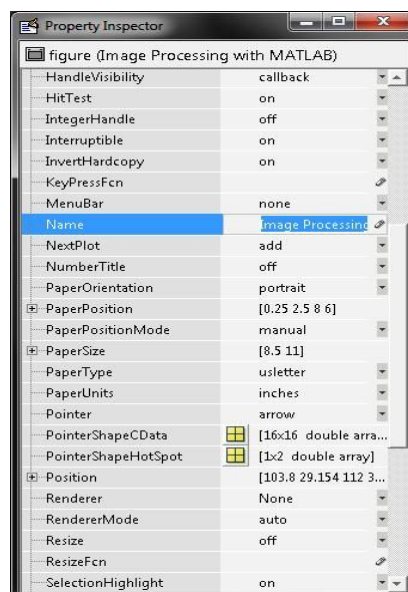 Property Inspector
figure (Image Processing with MATLAB)
HandleVisibility callback
HitTest on
IntegerHandle off
Interruptible on
InvertHardcopy on
KeyPressFcn
MenuBar none
Name Image Processing
NextPlot add
NumberTitle off
PaperOrientation portrait
PaperPosition [0.25 2.5 8 6]
PaperPositionMode manual
PaperSize [8.5 11]
PaperType usletter
PaperUnits inches
Pointer arrow
PointerShapeCData [16x16 double arra...
PointerShapeHotSpot [1x2 double array]
Position [103.8 29.154 112 3...
Renderer None
RendererMode auto
Resize off
ResizeFcn
SelectionHighlight on